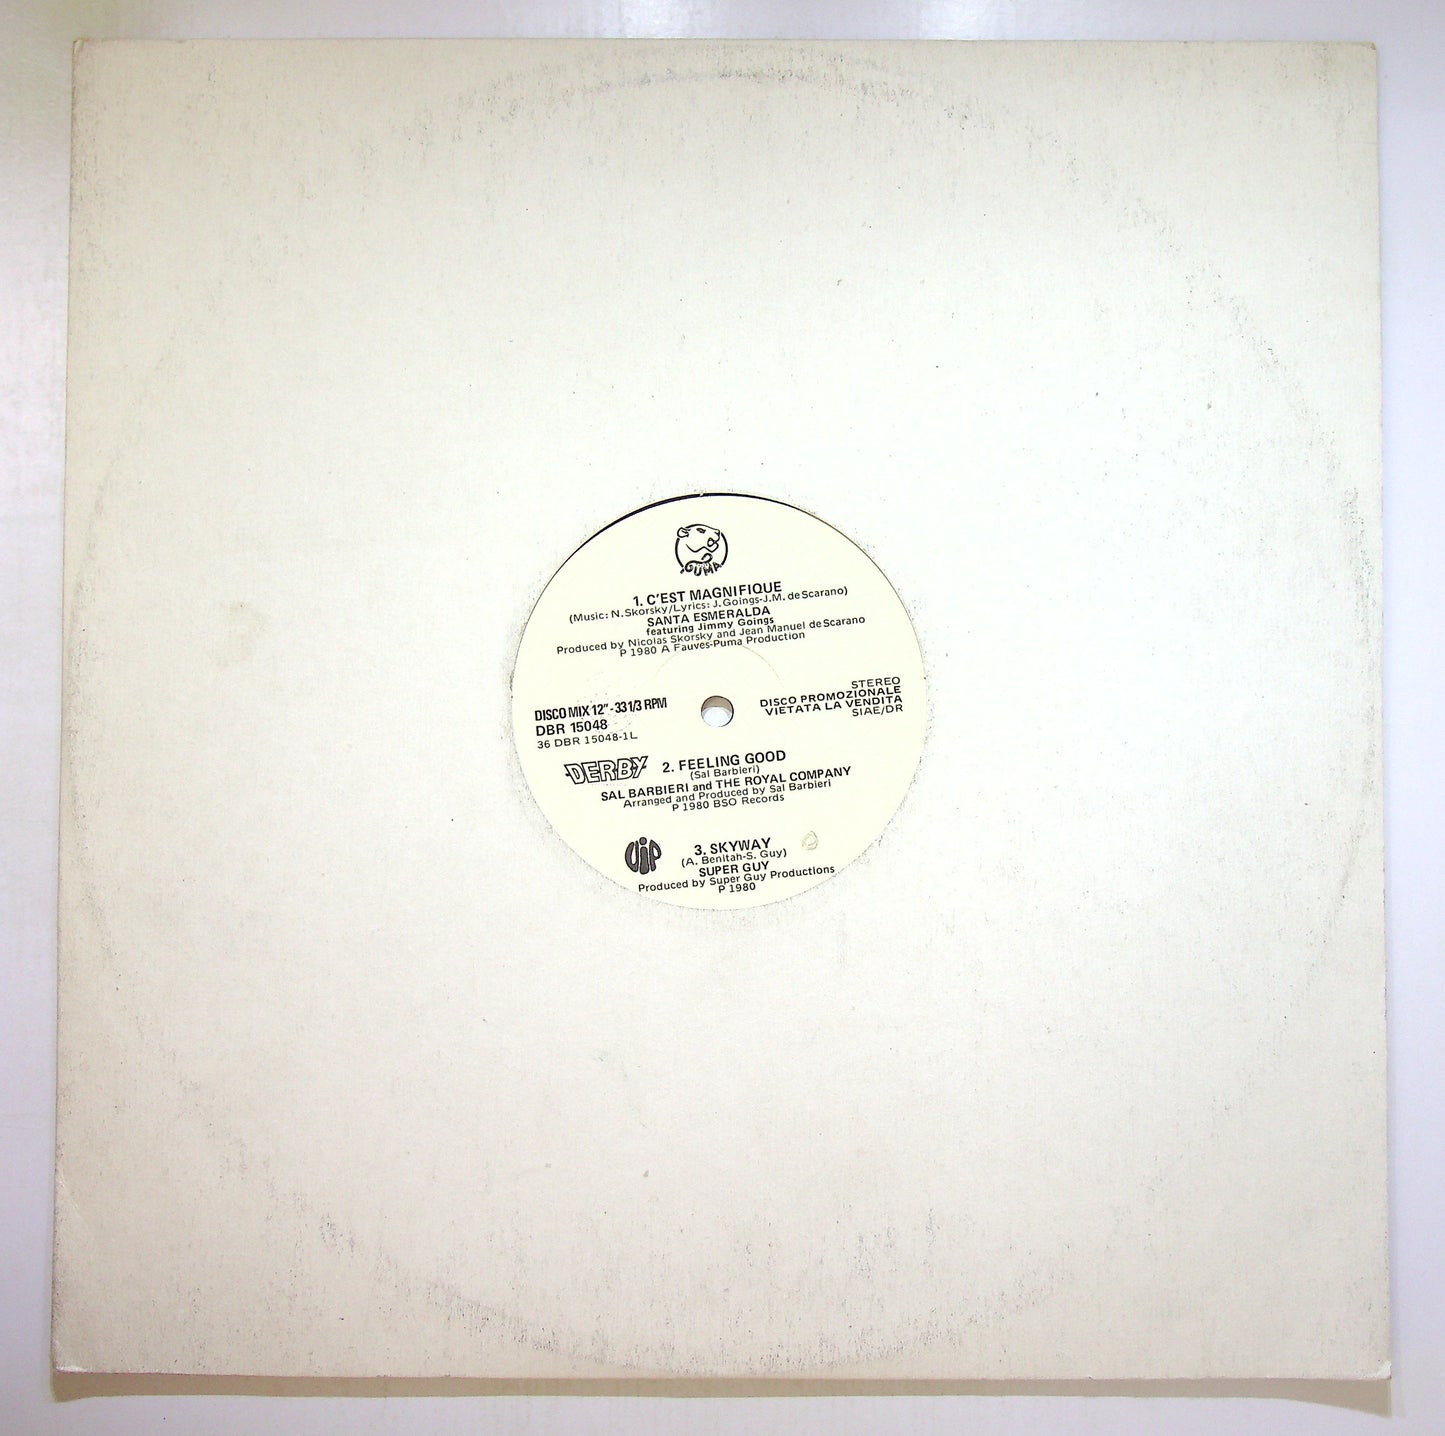 PUMA
1. C'EST MAGNIFIQUE
(Music: N. Skorsky/Lyrics: J. Goings-J.M. de Scarano)
SANTA ESMERALDA
featuring Jimmy Goings
Produced by Nicolas Skorsky and Jean Manuel de Scarano
P 1980 A Fauves-Puma Production
DISCO MIX 12" - 33 1/3 RPM
DBR 15048
36 DBR 15048-1L
STEREO
DISCO PROMOZIONALE
VIETATA LA VENDITA
SIAE/DR
DERBY
2. FEELING GOOD
(Sal Barbieri)
SAL BARBIERI and THE ROYAL COMPANY
Arranged and Produced by Sal Barbieri
P 1980 BSO Records
ViP
3. SKYWAY
(A. Benitah-S. Guy)
SUPER GUY
Produced by Super Guy Productions
P 1980